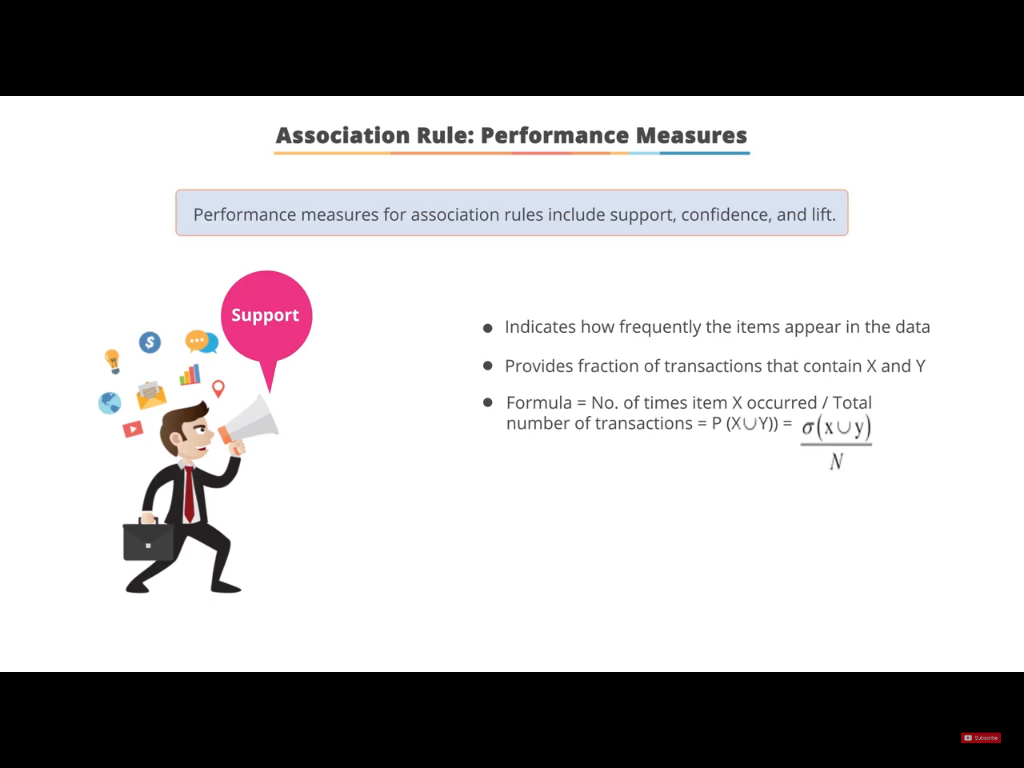 Association Rule: Performance Measures
Performance measures for association rules include support, confidence, and lift.
Support
$
● Indicates how frequently the items appear in the data
● Provides fraction of transactions that contain X and Y
● Formula = No. of times item X occurred / Total
number of transactions = P (X∪Y)) = σ(x∪y)
N
Subscribe